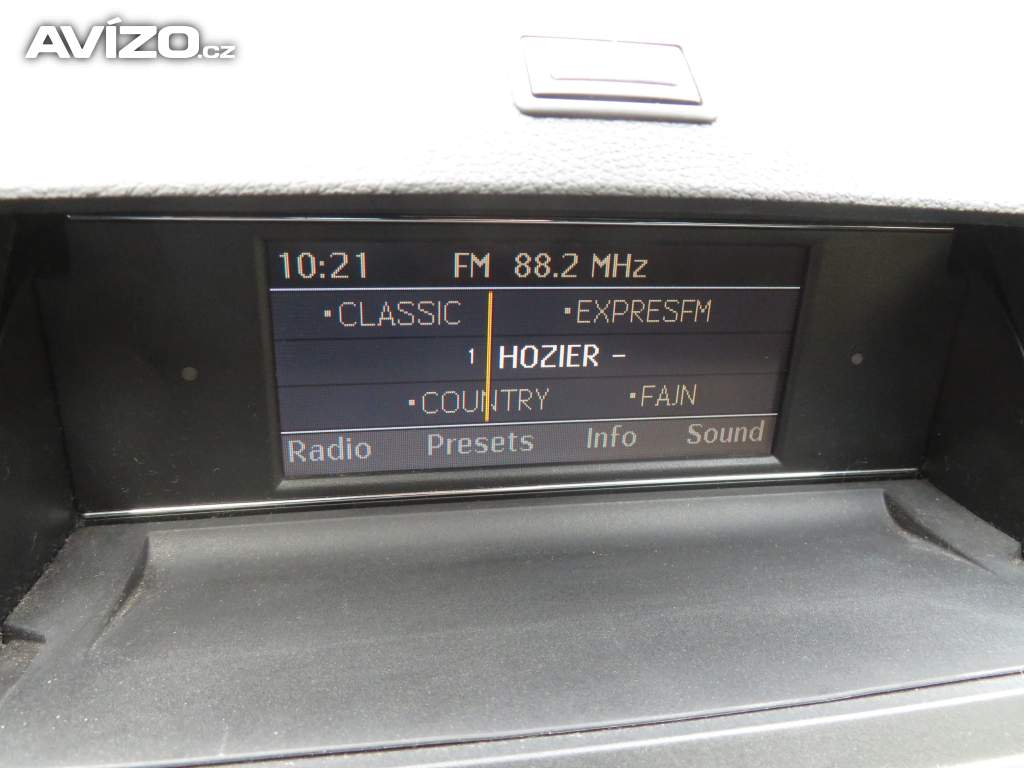 AVÍZO.cz
10:21 FM 88.2 MHz
▪CLASSIC ▪EXPRESFM
1 HOZIER –
▪COUNTRY ▪FAJN
Radio Presets Info Sound